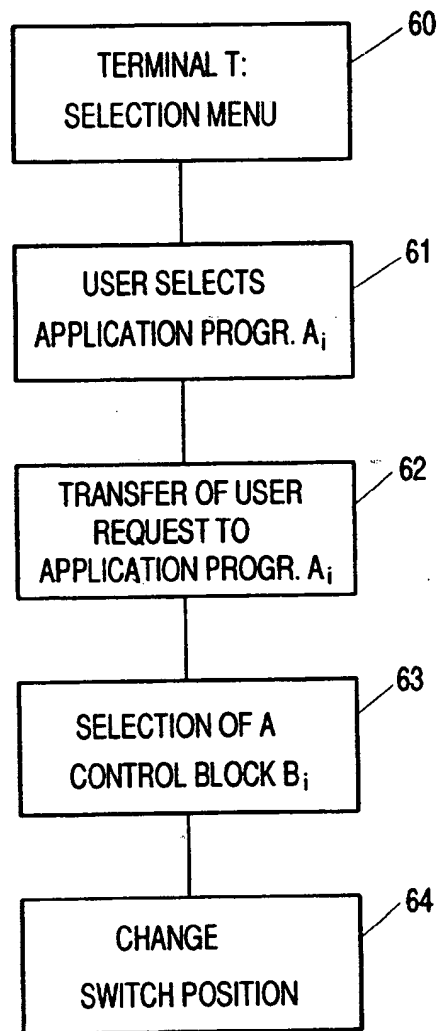 60
TERMINAL T:
SELECTION MENU
61
USER SELECTS
APPLICATION PROGR. Ai
62
TRANSFER OF USER
REQUEST TO
APPLICATION PROGR. Ai
63
SELECTION OF A
CONTROL BLOCK Bi
64
CHANGE
SWITCH POSITION